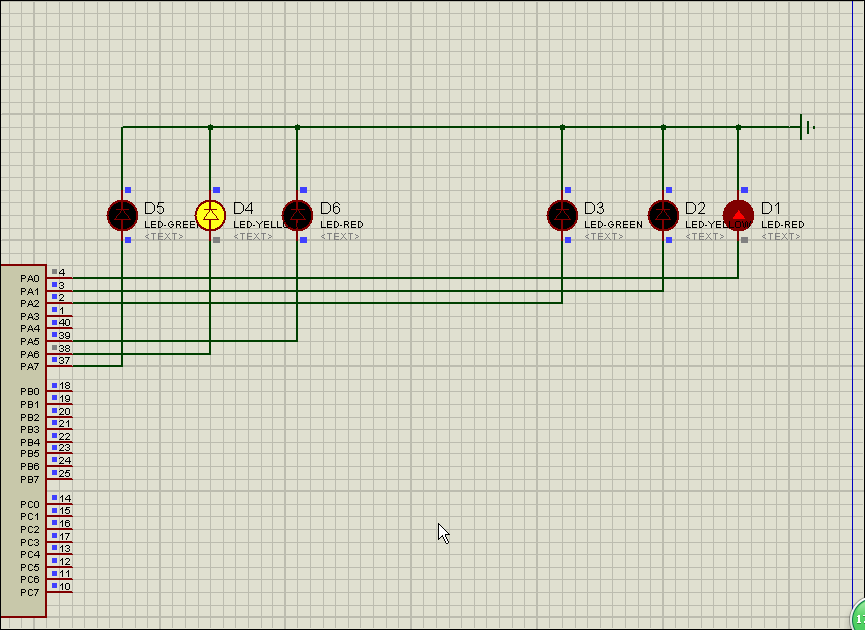 D5
LED-GREEN
<TEXT>
D4
LED-YELLO
<TEXT>
D6
LED-RED
<TEXT>
D3
LED-GREEN
<TEXT>
D2
LED-YEL
<TEXT>
D1
LED-RED
<TEXT>
PA0 4
PA1 3
PA2 2
PA3 1
PA4 40
PA5 39
PA6 38
PA7 37
PB0 18
PB1 19
PB2 20
PB3 21
PB4 22
PB5 23
PB6 24
PB7 25
PC0 14
PC1 15
PC2 16
PC3 17
PC4 13
PC5 12
PC6 11
PC7 10